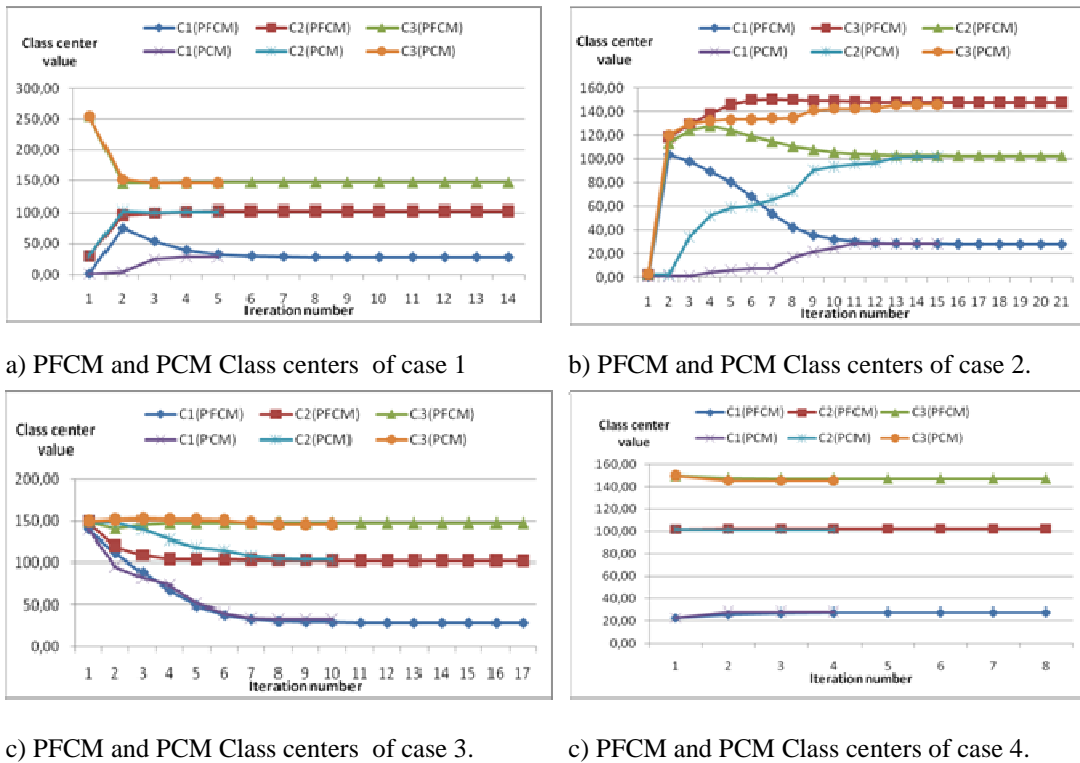 Class center value
C1(PFCM) C2(PFCM) C3(PFCM)
C1(PCM) C2(PCM) C3(PCM)
300,00
250,00
200,00
150,00
100,00
50,00
0,00
1 2 3 4 5 6 7 8 9 10 11 12 13 14
Ireration number
a) PFCM and PCM Class centers of case 1
Class center value
C1(PFCM) C3(PFCM) C2(PFCM)
C1(PCM) C2(PCM) C3(PCM)
160,00
140,00
120,00
100,00
80,00
60,00
40,00
20,00
0,00
1 2 3 4 5 6 7 8 9 10 11 12 13 14 15 16 17 18 19 20 21
Iteration number
b) PFCM and PCM Class centers of case 2.
Class center value
C1(PFCM) C2(PFCM) C3(PFCM)
C1(PCM) C2(PCM) C3(PCM)
200,00
150,00
100,00
50,00
0,00
1 2 3 4 5 6 7 8 9 10 11 12 13 14 15 16 17
Iteration number
c) PFCM and PCM Class centers of case 3.
Class center value
C1(PFCM) C2(PFCM) C3(PFCM)
C1(PCM) C2(PCM) C3(PCM)
160,00
140,00
120,00
100,00
80,00
60,00
40,00
20,00
0,00
1 2 3 4 5 6 7 8
Iteration number
c) PFCM and PCM Class centers of case 4.